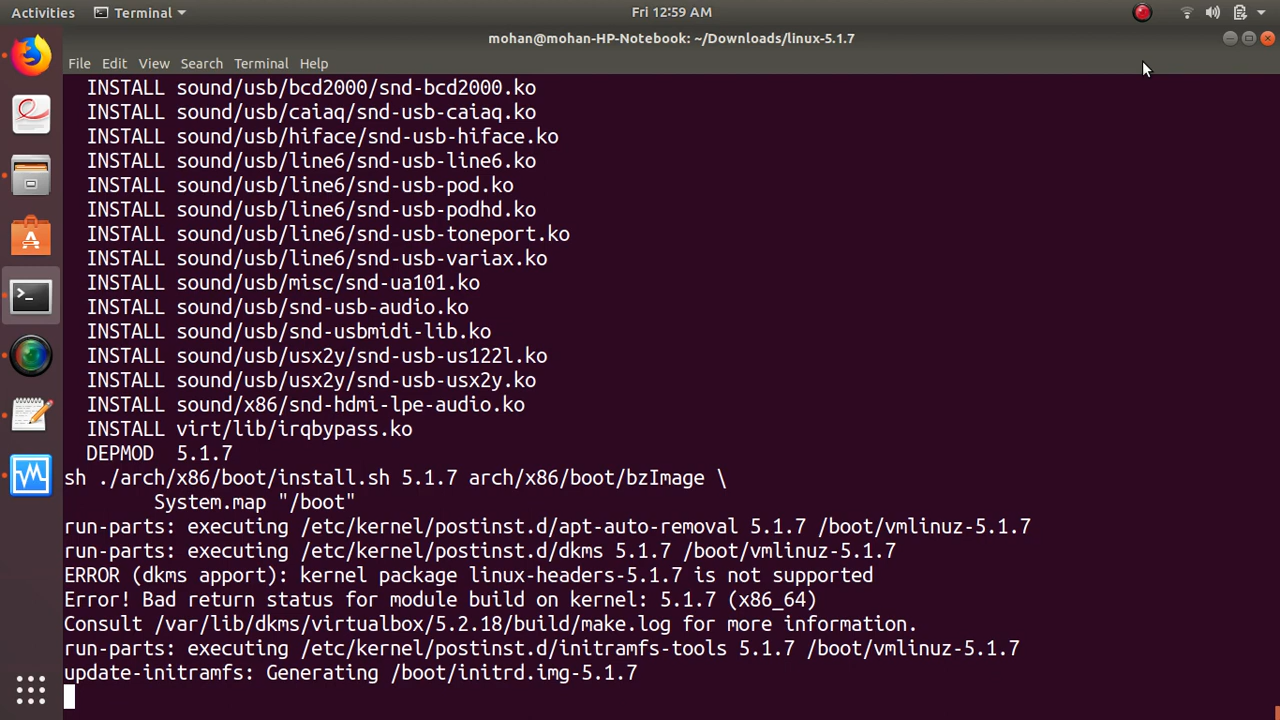 Activities Terminal Fri 12:59 AM
mohan@mohan-HP-Notebook: ~/Downloads/linux-5.1.7
File Edit View Search Terminal Help
INSTALL sound/usb/bcd2000/snd-bcd2000.ko
INSTALL sound/usb/caiaq/snd-usb-caiaq.ko
INSTALL sound/usb/hiface/snd-usb-hiface.ko
INSTALL sound/usb/line6/snd-usb-line6.ko
INSTALL sound/usb/line6/snd-usb-pod.ko
INSTALL sound/usb/line6/snd-usb-podhd.ko
INSTALL sound/usb/line6/snd-usb-toneport.ko
INSTALL sound/usb/line6/snd-usb-variax.ko
INSTALL sound/usb/misc/snd-ua101.ko
INSTALL sound/usb/snd-usb-audio.ko
INSTALL sound/usb/snd-usbmidi-lib.ko
INSTALL sound/usb/usx2y/snd-usb-us122l.ko
INSTALL sound/usb/usx2y/snd-usb-usx2y.ko
INSTALL sound/x86/snd-hdmi-lpe-audio.ko
INSTALL virt/lib/irqbypass.ko
DEPMOD 5.1.7
sh ./arch/x86/boot/install.sh 5.1.7 arch/x86/boot/bzImage \
System.map "/boot"
run-parts: executing /etc/kernel/postinst.d/apt-auto-removal 5.1.7 /boot/vmlinuz-5.1.7
run-parts: executing /etc/kernel/postinst.d/dkms 5.1.7 /boot/vmlinuz-5.1.7
ERROR (dkms apport): kernel package linux-headers-5.1.7 is not supported
Error! Bad return status for module build on kernel: 5.1.7 (x86_64)
Consult /var/lib/dkms/virtualbox/5.2.18/build/make.log for more information.
run-parts: executing /etc/kernel/postinst.d/initramfs-tools 5.1.7 /boot/vmlinuz-5.1.7
update-initramfs: Generating /boot/initrd.img-5.1.7